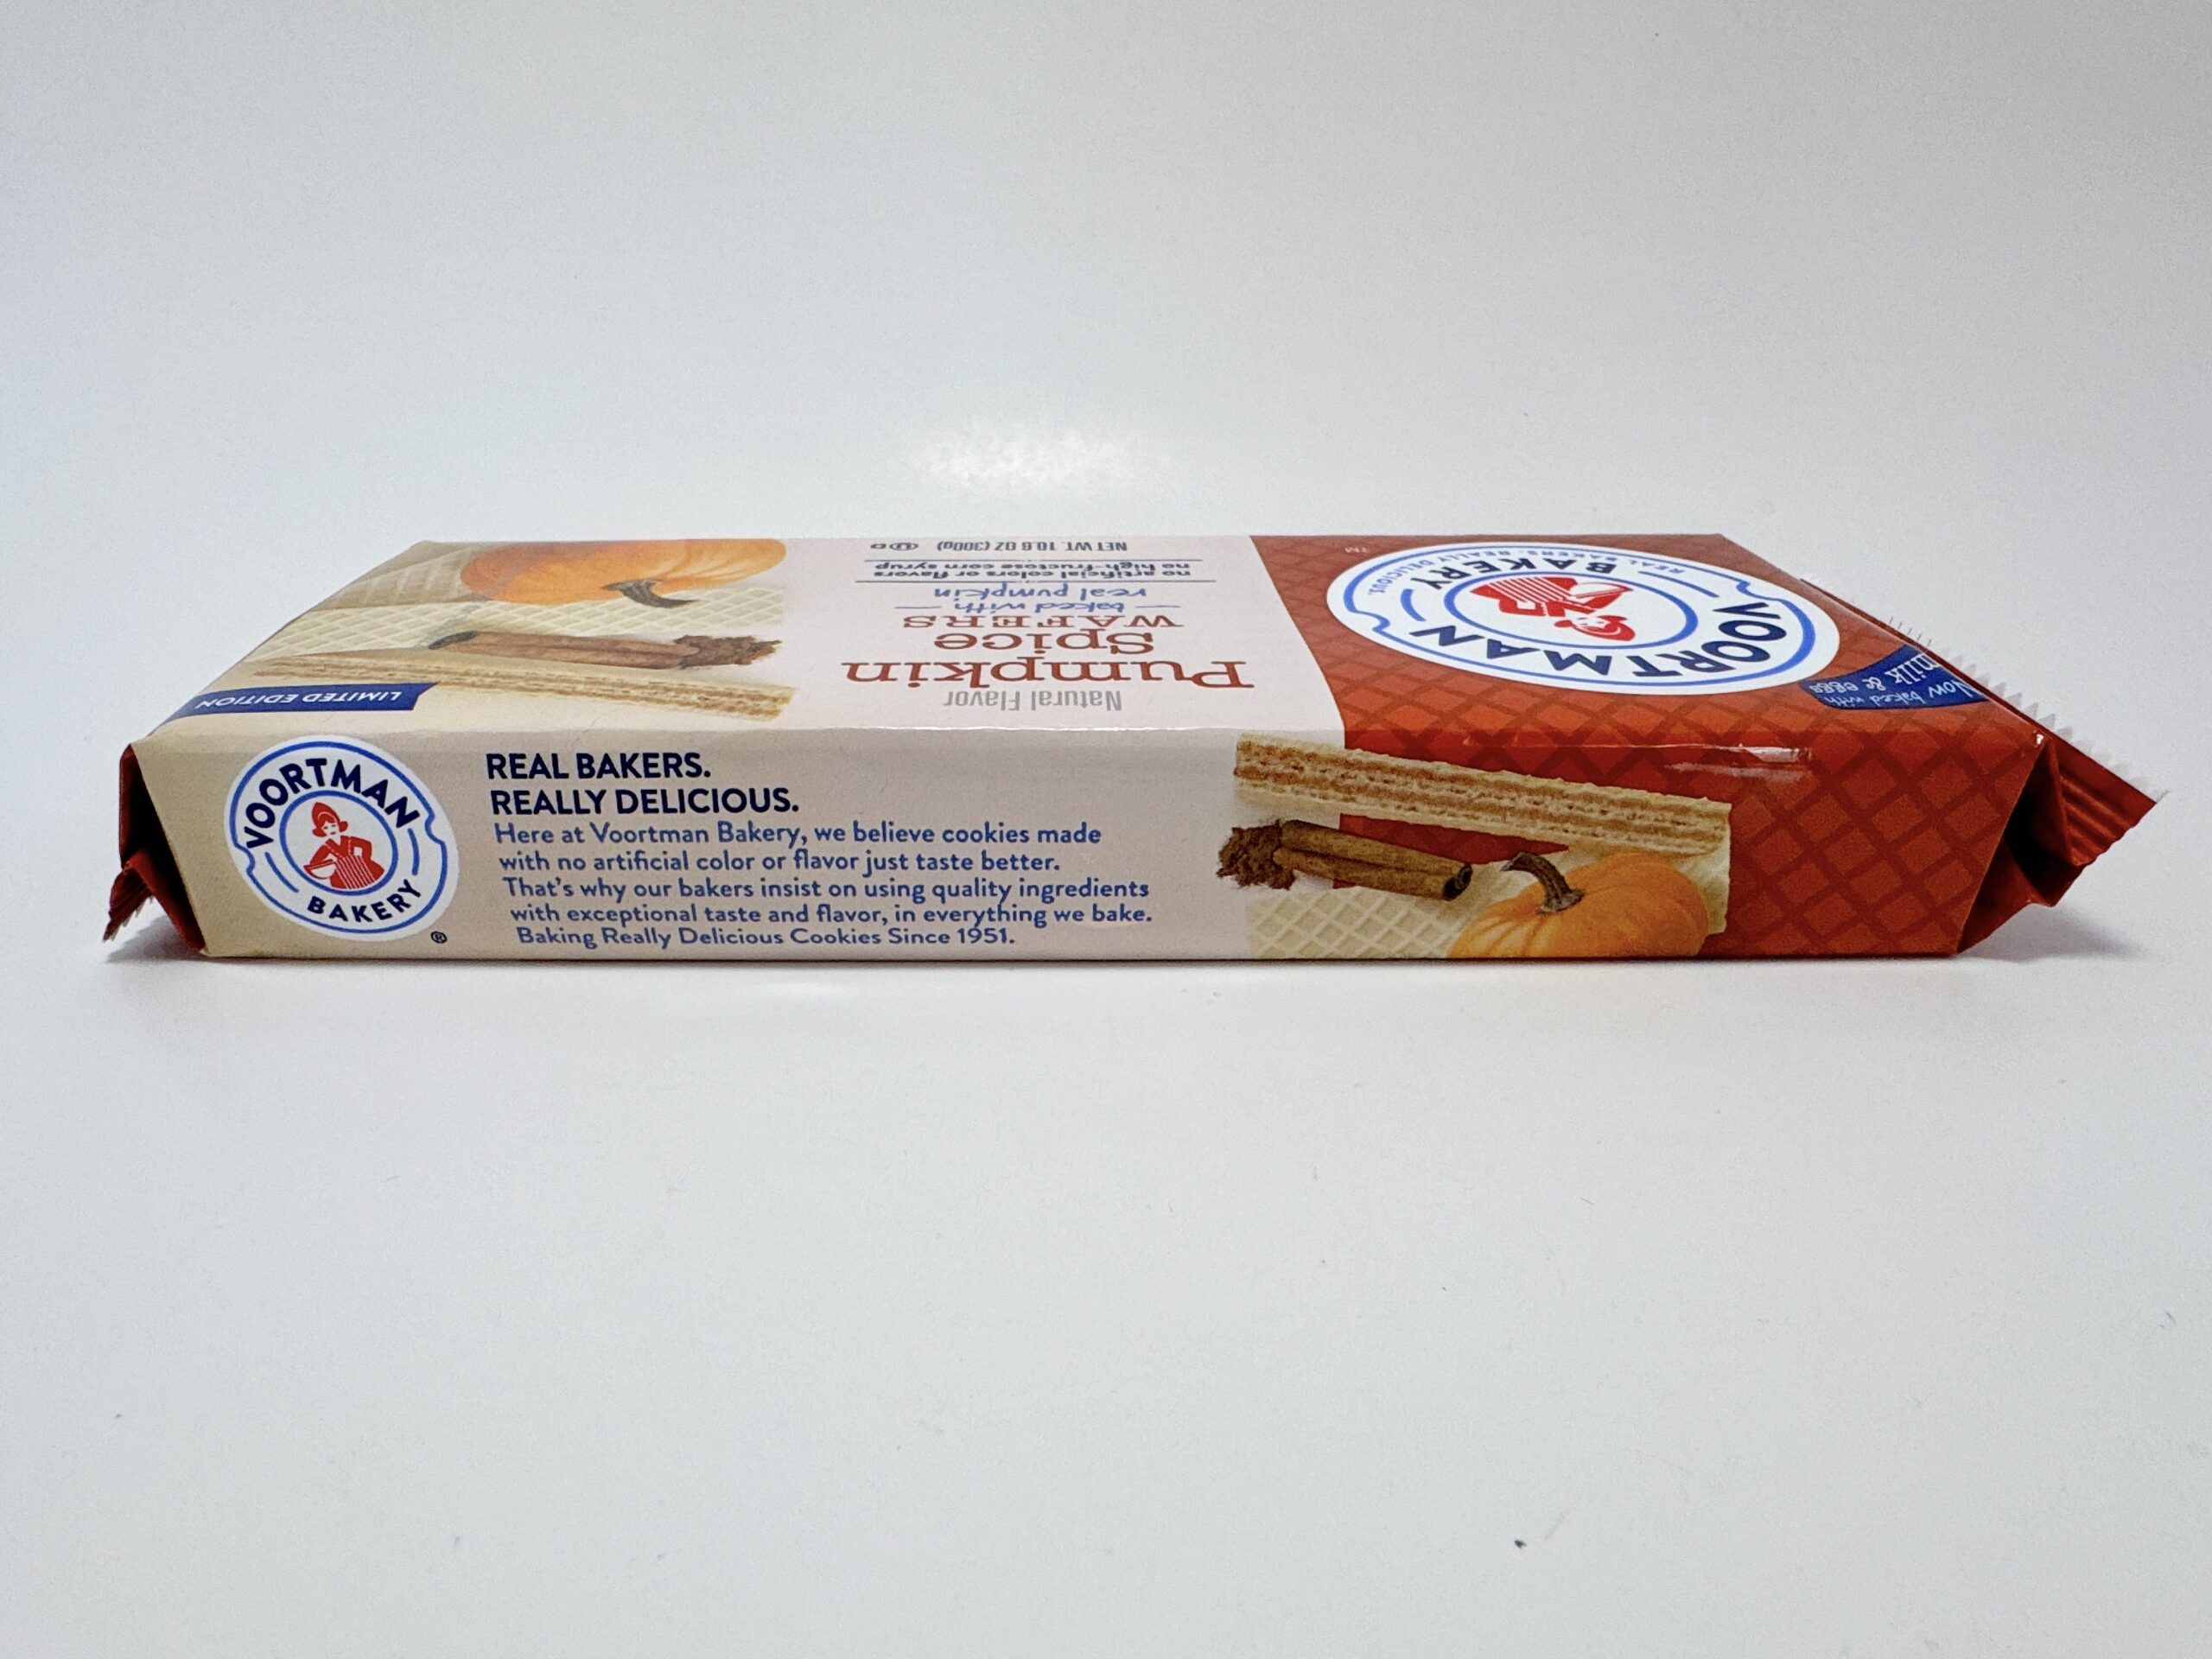 NET WT. 10.6 OZ (300g) U D
no artificial colors or flavors
no high-fructose corn syrup
baked with
real pumpkin
Natural Flavor
Pumpkin
Spice
WAFERS
LIMITED EDITION
VOORTMAN
BAKERY
REAL BAKERS. REALLY DELICIOUS.
TM
Now baked with
milk & eggs
VOORTMAN
BAKERY
®
REAL BAKERS.
REALLY DELICIOUS.
Here at Voortman Bakery, we believe cookies made
with no artificial color or flavor just taste better.
That's why our bakers insist on using quality ingredients
with exceptional taste and flavor, in everything we bake.
Baking Really Delicious Cookies Since 1951.